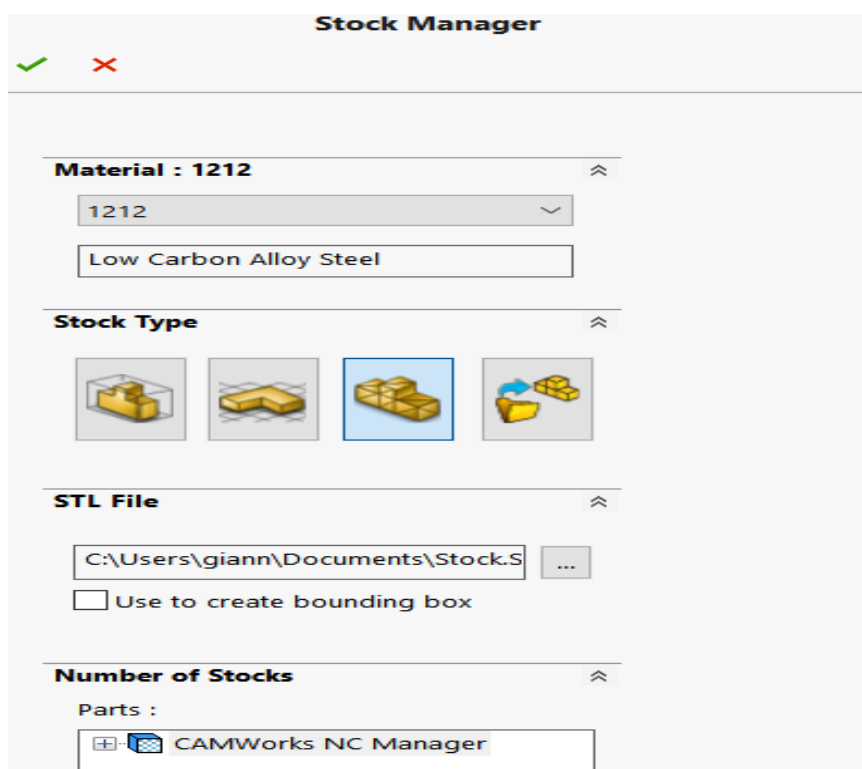 Stock Manager
Material : 1212
1212
Low Carbon Alloy Steel
Stock Type
STL File
C:\Users\giann\Documents\Stock.S
...
Use to create bounding box
Number of Stocks
Parts :
CAMWorks NC Manager